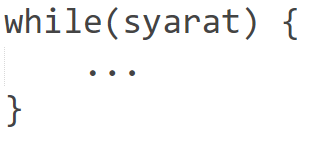 while(syarat) {
    ...
}